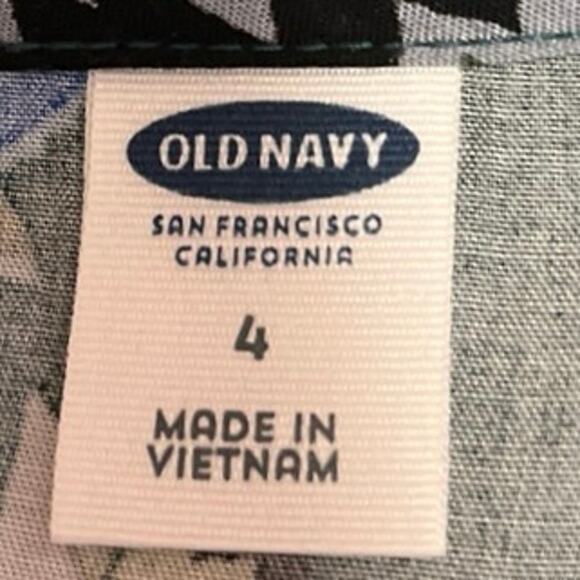 OLD NAVY
SAN FRANCISCO
CALIFORNIA
4
MADE IN
VIETNAM